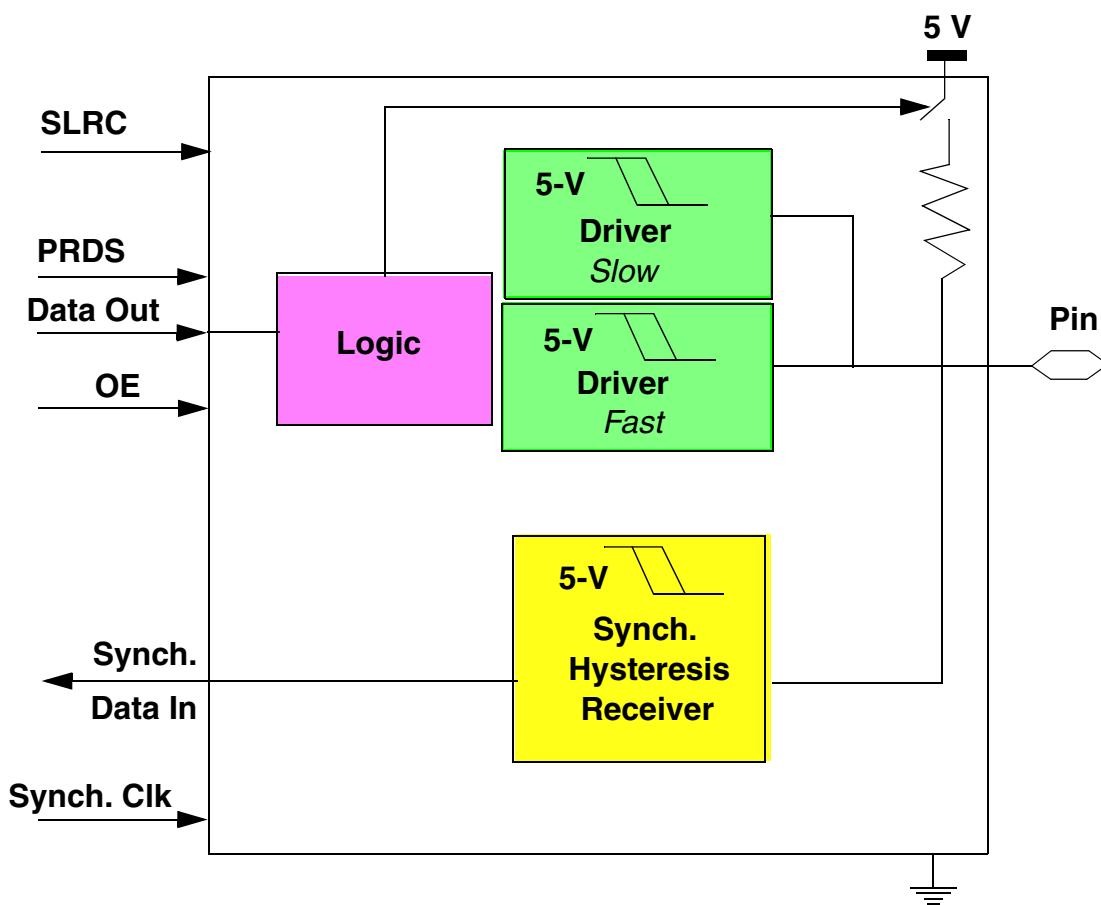 5 V
SLRC
5-V
Driver
Slow
PRDS
Data Out
Logic
OE
5-V
Driver
Fast
Pin
5-V
Synch.
Hysteresis
Receiver
Synch.
Data In
Synch. Clk